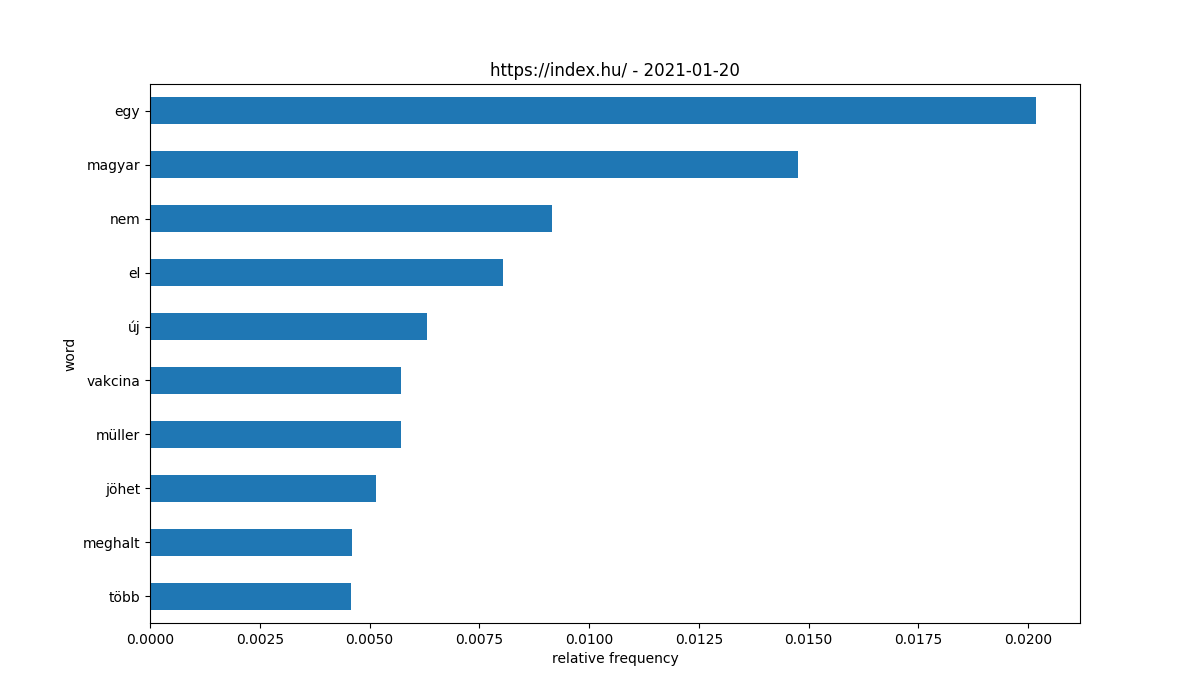 https://index.hu/ - 2021-01-20
egy
magyar
nem
el
új
vakcina
müller
jöhet
meghalt
több
word
0.0000 0.0025 0.0050 0.0075 0.0100 0.0125 0.0150 0.0175 0.0200
relative frequency